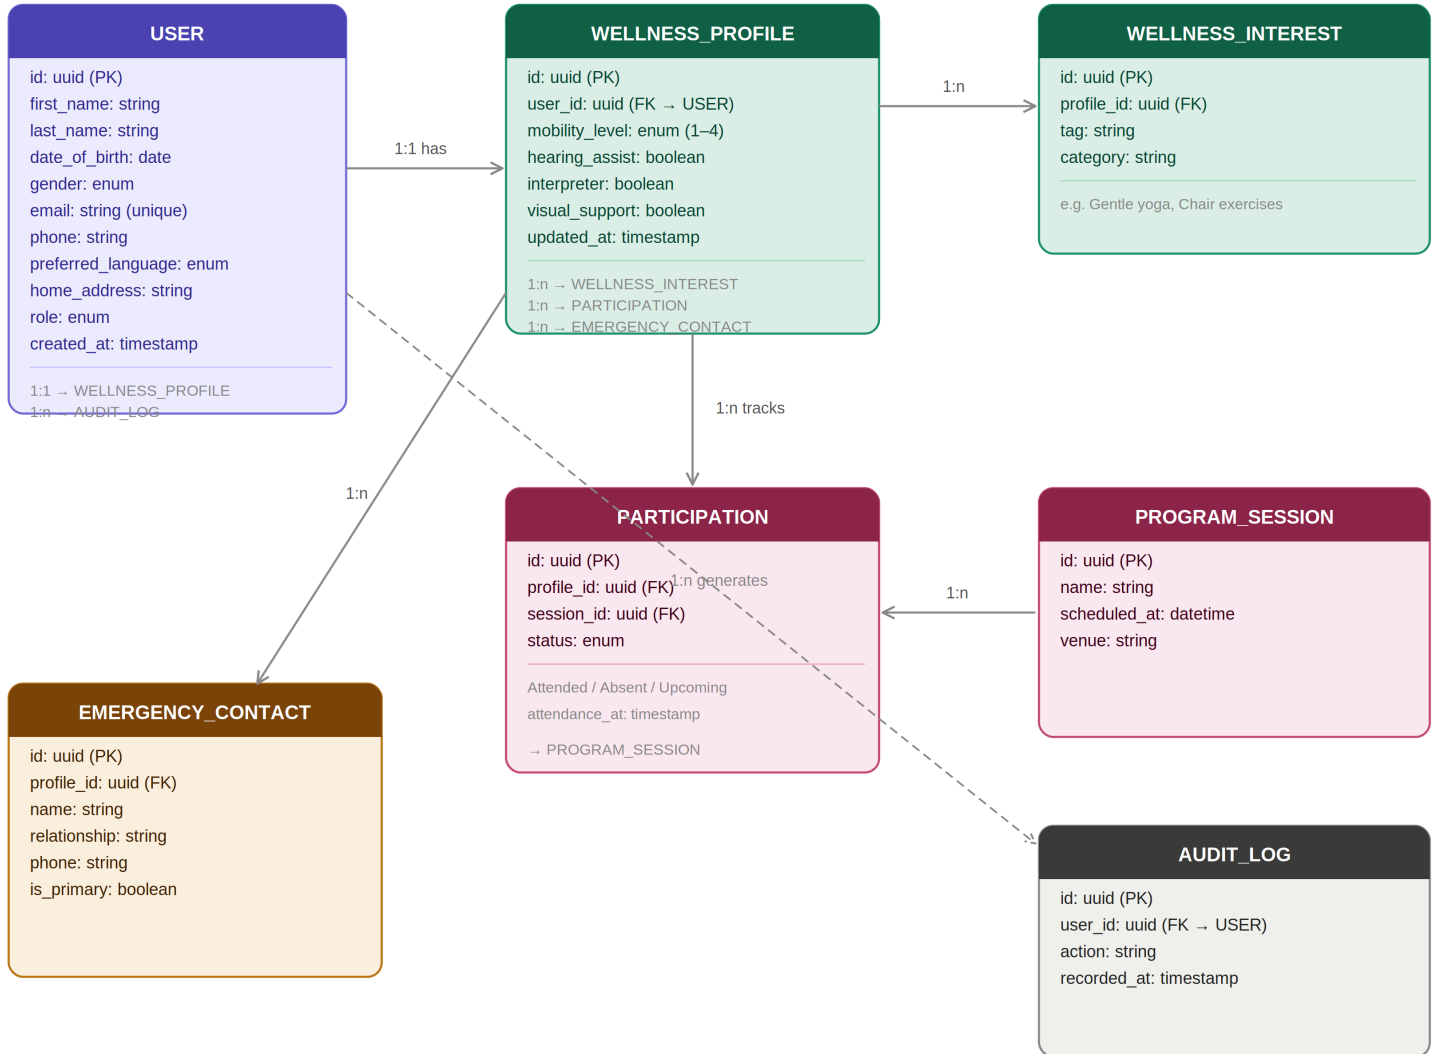 USER
id: uuid (PK)
first_name: string
last_name: string
date_of_birth: date
gender: enum
email: string (unique)
phone: string
preferred_language: enum
home_address: string
role: enum
created_at: timestamp
1:1 → WELLNESS_PROFILE
1:n → AUDIT_LOG
1:1 has
WELLNESS_PROFILE
id: uuid (PK)
user_id: uuid (FK → USER)
mobility_level: enum (1–4)
hearing_assist: boolean
interpreter: boolean
visual_support: boolean
updated_at: timestamp
1:n → WELLNESS_INTEREST
1:n → PARTICIPATION
1:n → EMERGENCY_CONTACT
1:n
WELLNESS_INTEREST
id: uuid (PK)
profile_id: uuid (FK)
tag: string
category: string
e.g. Gentle yoga, Chair exercises
1:n tracks
1:n
PARTICIPATION
id: uuid (PK)
profile_id: uuid (FK)
session_id: uuid (FK)
status: enum
Attended / Absent / Upcoming
attendance_at: timestamp
→ PROGRAM_SESSION
1:n generates
1:n
PROGRAM_SESSION
id: uuid (PK)
name: string
scheduled_at: datetime
venue: string
EMERGENCY_CONTACT
id: uuid (PK)
profile_id: uuid (FK)
name: string
relationship: string
phone: string
is_primary: boolean
AUDIT_LOG
id: uuid (PK)
user_id: uuid (FK → USER)
action: string
recorded_at: timestamp